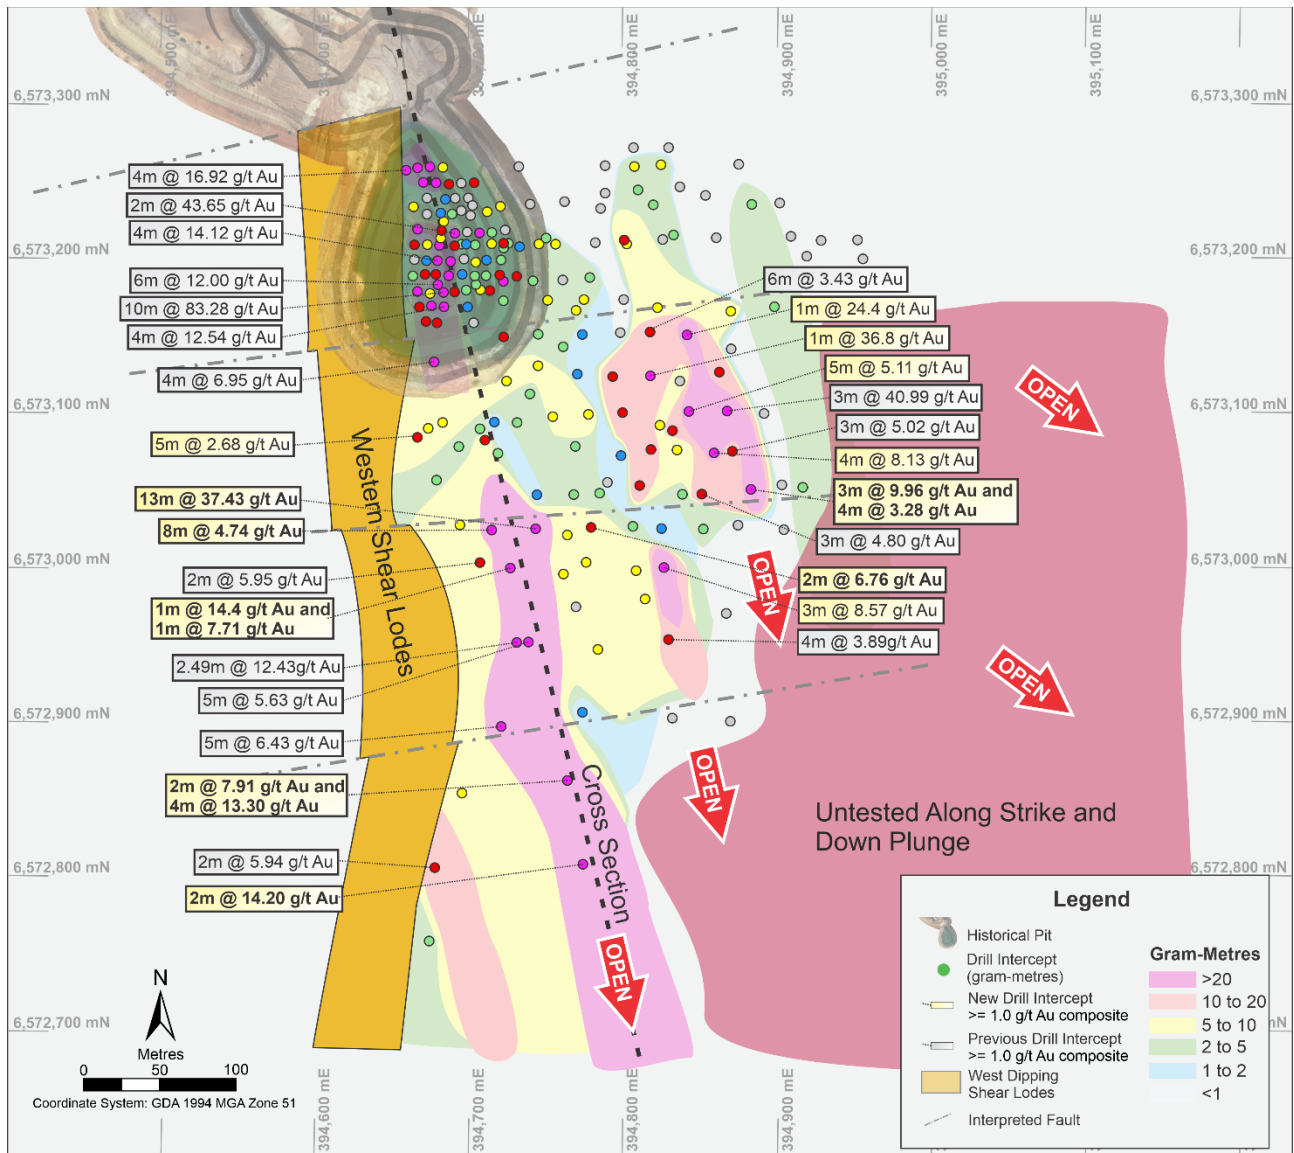 394,500 mE
394,600 mE
394,700 mE
394,800 mE
394,900 mE
395,000 mE
395,100 mE
6,573,300 mN
6,573,300 mN
4m @ 16.92 g/t Au
2m @ 43.65 g/t Au
4m @ 14.12 g/t Au
6,573,200 mN
6,573,200 mN
6m @ 12.00 g/t Au
10m @ 83.28 g/t Au
4m @ 12.54 g/t Au
4m @ 6.95 g/t Au
6m @ 3.43 g/t Au
1m @ 24.4 g/t Au
1m @ 36.8 g/t Au
5m @ 5.11 g/t Au
3m @ 40.99 g/t Au
3m @ 5.02 g/t Au
4m @ 8.13 g/t Au
3m @ 9.96 g/t Au and
4m @ 3.28 g/t Au
3m @ 4.80 g/t Au
2m @ 6.76 g/t Au
3m @ 8.57 g/t Au
4m @ 3.89g/t Au
OPEN
6,573,100 mN
6,573,100 mN
5m @ 2.68 g/t Au
13m @ 37.43 g/t Au
8m @ 4.74 g/t Au
6,573,000 mN
6,573,000 mN
2m @ 5.95 g/t Au
1m @ 14.4 g/t Au and
1m @ 7.71 g/t Au
2.49m @ 12.43g/t Au
5m @ 5.63 g/t Au
5m @ 6.43 g/t Au
2m @ 7.91 g/t Au and
4m @ 13.30 g/t Au
2m @ 5.94 g/t Au
2m @ 14.20 g/t Au
Western Shear Lodes
Cross Section
OPEN
OPEN
OPEN
OPEN
6,572,900 mN
6,572,900 mN
Untested Along Strike and
Down Plunge
6,572,800 mN
6,572,800 mN
6,572,700 mN
mN
N
Metres
0 50 100
Coordinate System: GDA 1994 MGA Zone 51
394,600 mE
394,700 mE
394,800 mE
394,900 mE
Legend
Historical Pit
Drill Intercept
(gram-metres)
New Drill Intercept
>= 1.0 g/t Au composite
Previous Drill Intercept
>= 1.0 g/t Au composite
West Dipping
Shear Lodes
Interpreted Fault
Gram-Metres
>20
10 to 20
5 to 10
2 to 5
1 to 2
<1